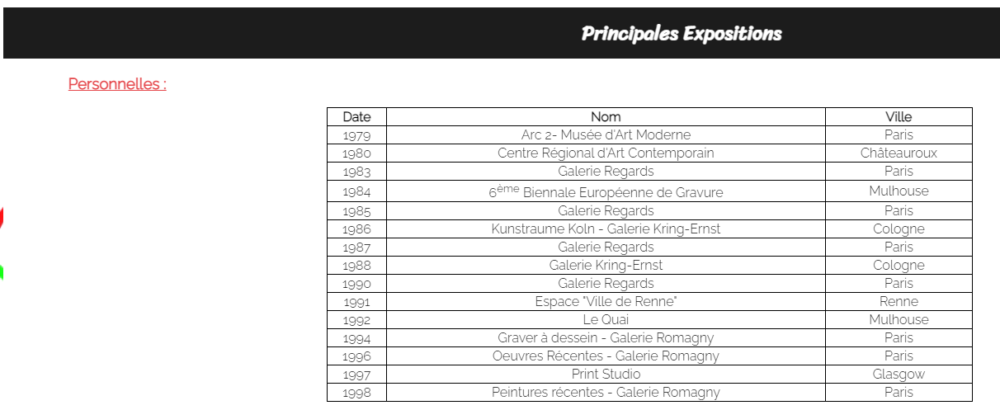 Principales Expositions
Personnelles :
Date Nom Ville
1979 Arc 2- Musée d'Art Moderne Paris
1980 Centre Régional d'Art Contemporain Châteauroux
1983 Galerie Regards Paris
1984 6ème Biennale Européenne de Gravure Mulhouse
1985 Galerie Regards Paris
1986 Kunstraume Koln - Galerie Kring-Ernst Cologne
1987 Galerie Regards Paris
1988 Galerie Kring-Ernst Cologne
1990 Galerie Regards Paris
1991 Espace "Ville de Renne" Renne
1992 Le Quai Mulhouse
1994 Graver à dessein - Galerie Romagny Paris
1996 Oeuvres Récentes - Galerie Romagny Paris
1997 Print Studio Glasgow
1998 Peintures récentes - Galerie Romagny Paris